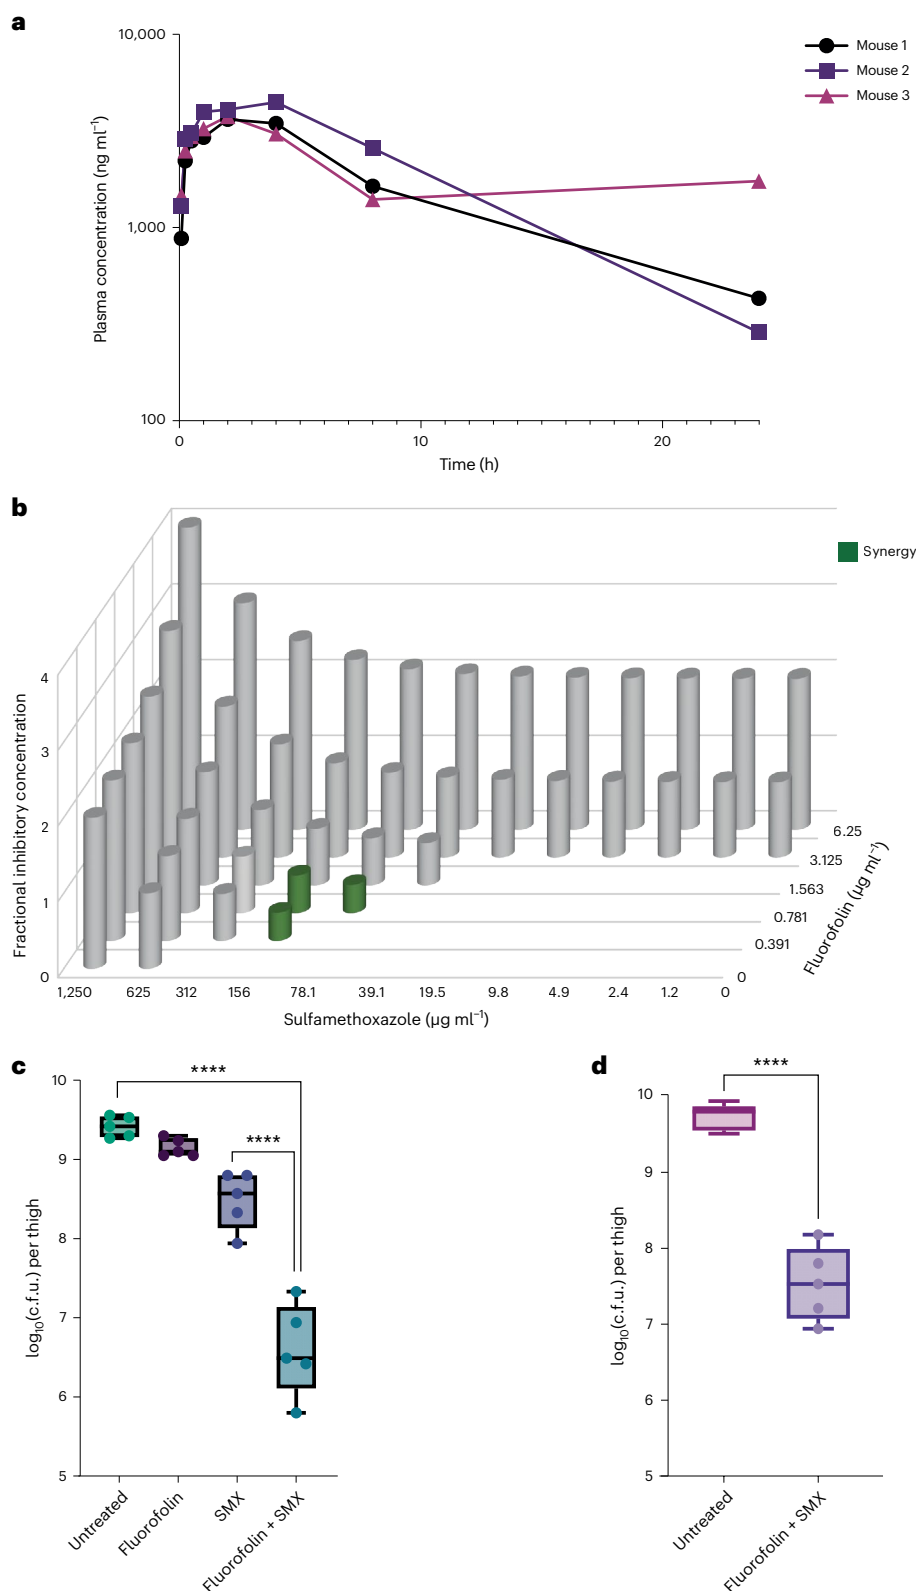 a
10,000
1,000
100
Plasma concentration (ng ml⁻¹)
0
10
20
Time (h)
Mouse 1
Mouse 2
Mouse 3
b
Synergy
4
3
2
1
0
Fractional inhibitory concentration
1,250
625
312
156
78.1
39.1
19.5
9.8
4.9
2.4
1.2
0
Sulfamethoxazole (µg ml⁻¹)
6.25
3.125
1.563
0.781
0.391
0
Fluorofolin (µg ml⁻¹)
c
****
****
10
9
8
7
6
5
log₁₀(c.f.u.) per thigh
Untreated
Fluorofolin
SMX
Fluorofolin + SMX
d
****
10
9
8
7
6
5
log₁₀(c.f.u.) per thigh
Untreated
Fluorofolin + SMX